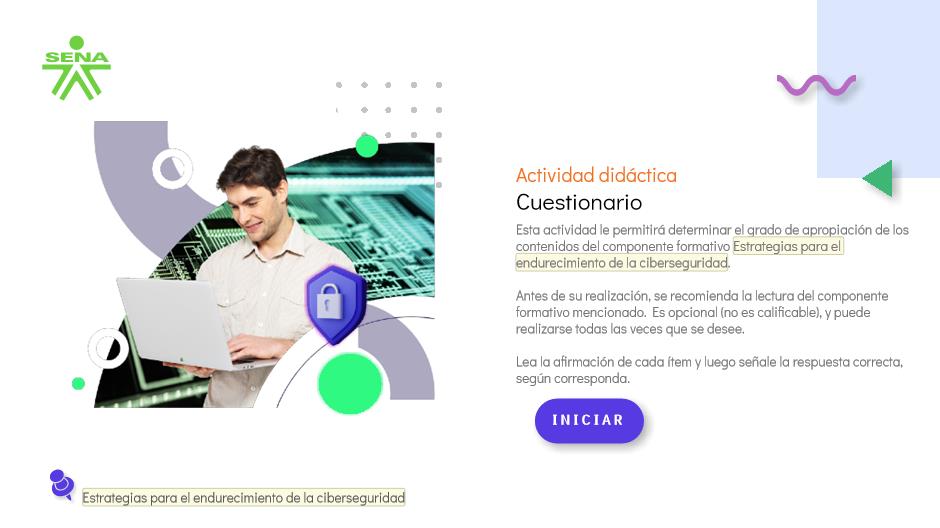 SENA
Actividad didáctica
Cuestionario
Esta actividad le permitirá determinar el grado de apropiación de los
contenidos del componente formativo Estrategias para el
endurecimiento de la ciberseguridad.
Antes de su realización, se recomienda la lectura del componente
formativo mencionado. Es opcional (no es calificable), y puede
realizarse todas las veces que se desee.
Lea la afirmación de cada ítem y luego señale la respuesta correcta,
según corresponda.
INICIAR
Estrategias para el endurecimiento de la ciberseguridad